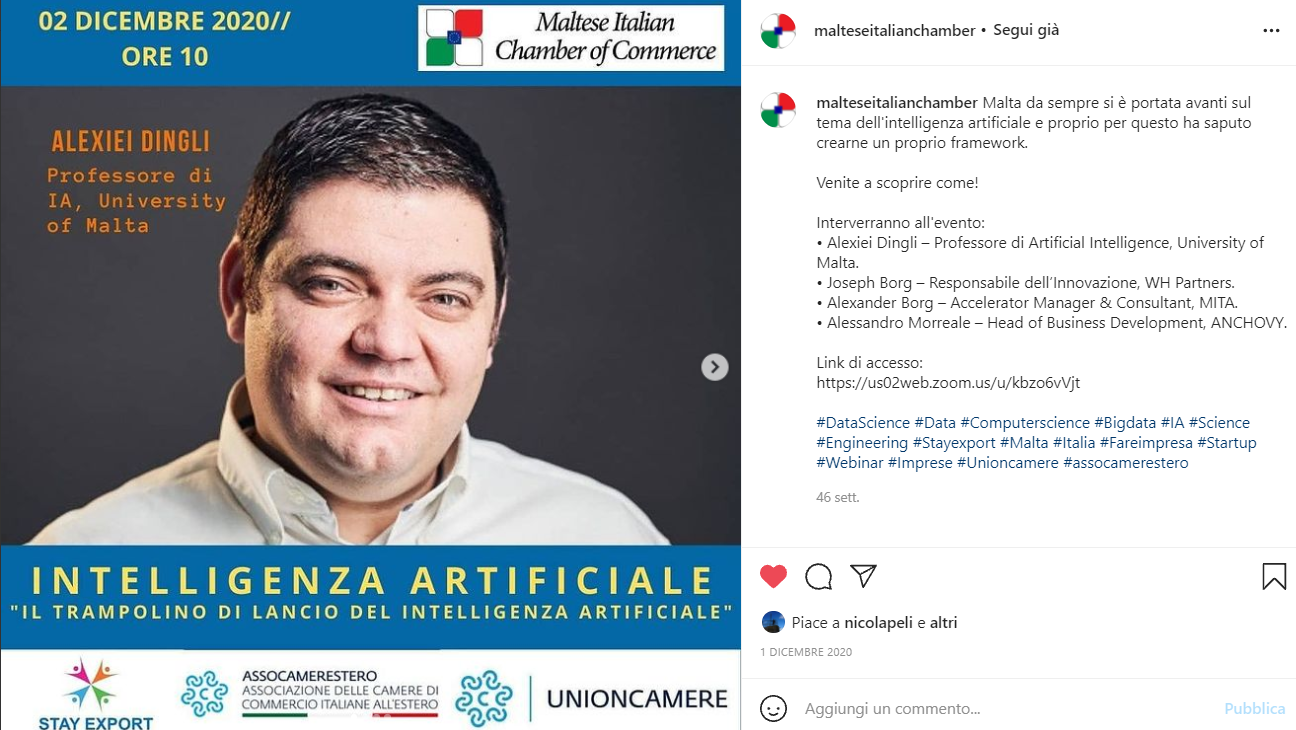 02 DICEMBRE 2020//
ORE 10
Maltese Italian
Chamber of Commerce
ALEXIEI DINGLI
Professore di
IA, University
of Malta
INTELLIGENZA ARTIFICIALE
"IL TRAMPOLINO DI LANCIO DEL INTELLIGENZA ARTIFICIALE"
STAY EXPORT
ASSOCAMERESTERO
ASSOCIAZIONE DELLE CAMERE DI
COMMERCIO ITALIANE ALL'ESTERO
UNIONCAMERE
malteseitalianchamber • Segui già
malteseitalianchamber Malta da sempre si è portata avanti sul
tema dell'intelligenza artificiale e proprio per questo ha saputo
crearne un proprio framework.
Venite a scoprire come!
Interverranno all'evento:
• Alexiei Dingli – Professore di Artificial Intelligence, University of
Malta.
• Joseph Borg – Responsabile dell'Innovazione, WH Partners.
• Alexander Borg – Accelerator Manager & Consultant, MITA.
• Alessandro Morreale – Head of Business Development, ANCHOVY.
Link di accesso:
https://us02web.zoom.us/u/kbzo6vVjt
#DataScience #Data #Computerscience #Bigdata #IA #Science
#Engineering #Stayexport #Malta #Italia #Fareimpresa #Startup
#Webinar #Imprese #Unioncamere #assocamerestero
46 sett.
Piace a nicolapeli e altri
1 DICEMBRE 2020
Aggiungi un commento...
Pubblica